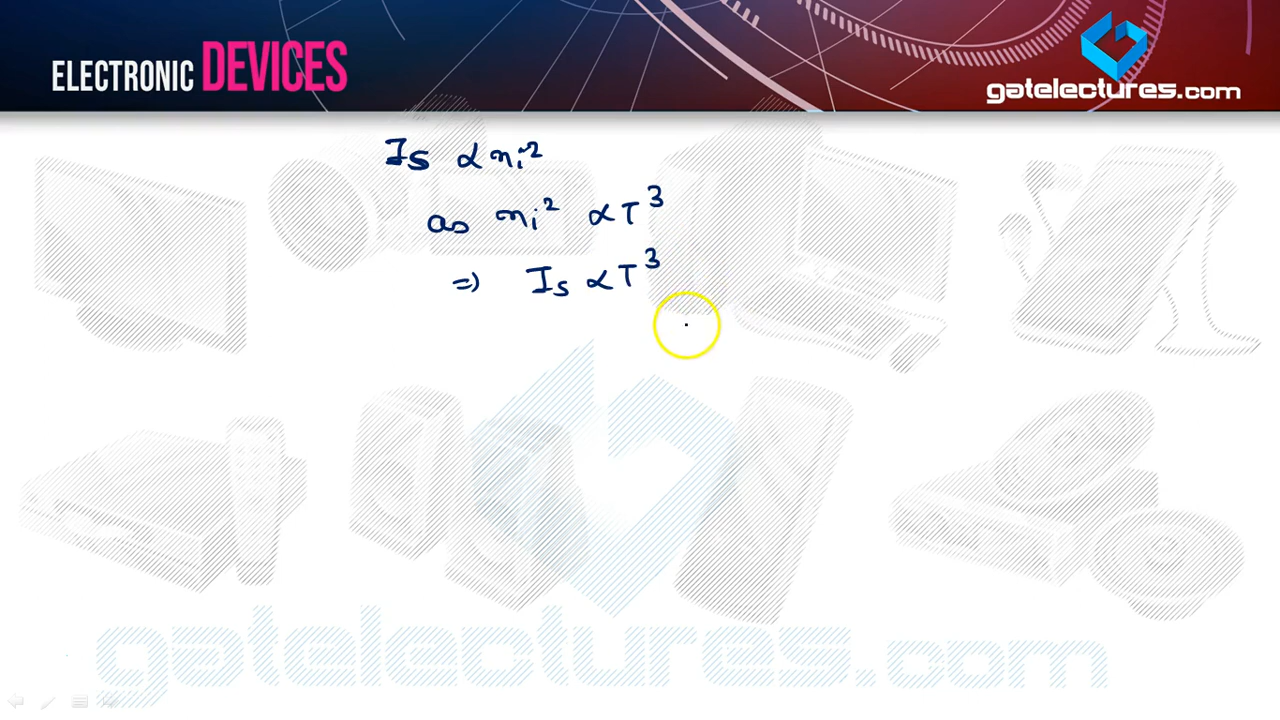 ELECTRONIC DEVICES
gatelectures.com
Is ∝ ni²
as ni² ∝ T³
=> Is ∝ T³
gatelectures.com